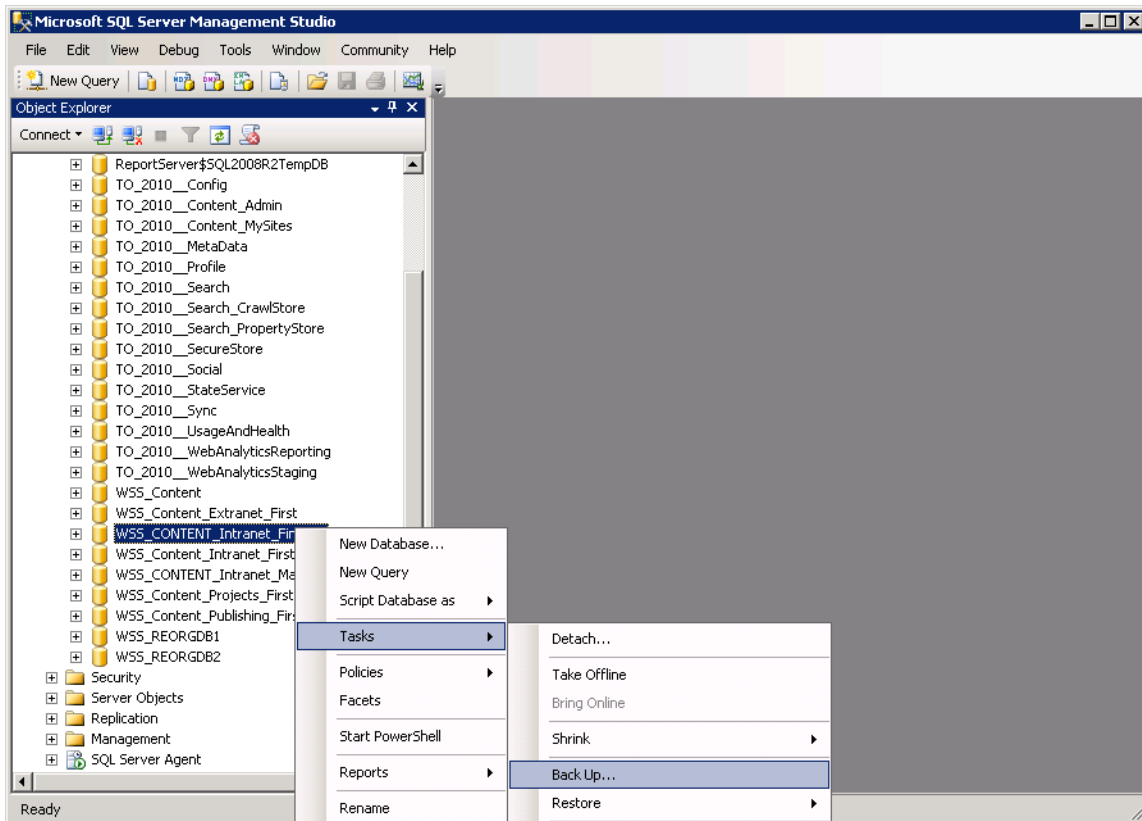 Microsoft SQL Server Management Studio
File Edit View Debug Tools Window Community Help
New Query
Object Explorer
Connect
ReportServer$SQL2008R2TempDB
TO_2010__Config
TO_2010__Content_Admin
TO_2010__Content_MySites
TO_2010__MetaData
TO_2010__Profile
TO_2010__Search
TO_2010__Search_CrawlStore
TO_2010__Search_PropertyStore
TO_2010__SecureStore
TO_2010__Social
TO_2010__StateService
TO_2010__Sync
TO_2010__UsageAndHealth
TO_2010__WebAnalyticsReporting
TO_2010__WebAnalyticsStaging
WSS_Content
WSS_Content_Extranet_First
WSS_CONTENT_Intranet_Fir
WSS_Content_Intranet_First
WSS_CONTENT_Intranet_Ma
WSS_Content_Projects_First
WSS_Content_Publishing_Fir
WSS_REORGDB1
WSS_REORGDB2
Security
Server Objects
Replication
Management
SQL Server Agent
Ready
New Database...
New Query
Script Database as
Tasks
Policies
Facets
Start PowerShell
Reports
Rename
Detach...
Take Offline
Bring Online
Shrink
Back Up...
Restore